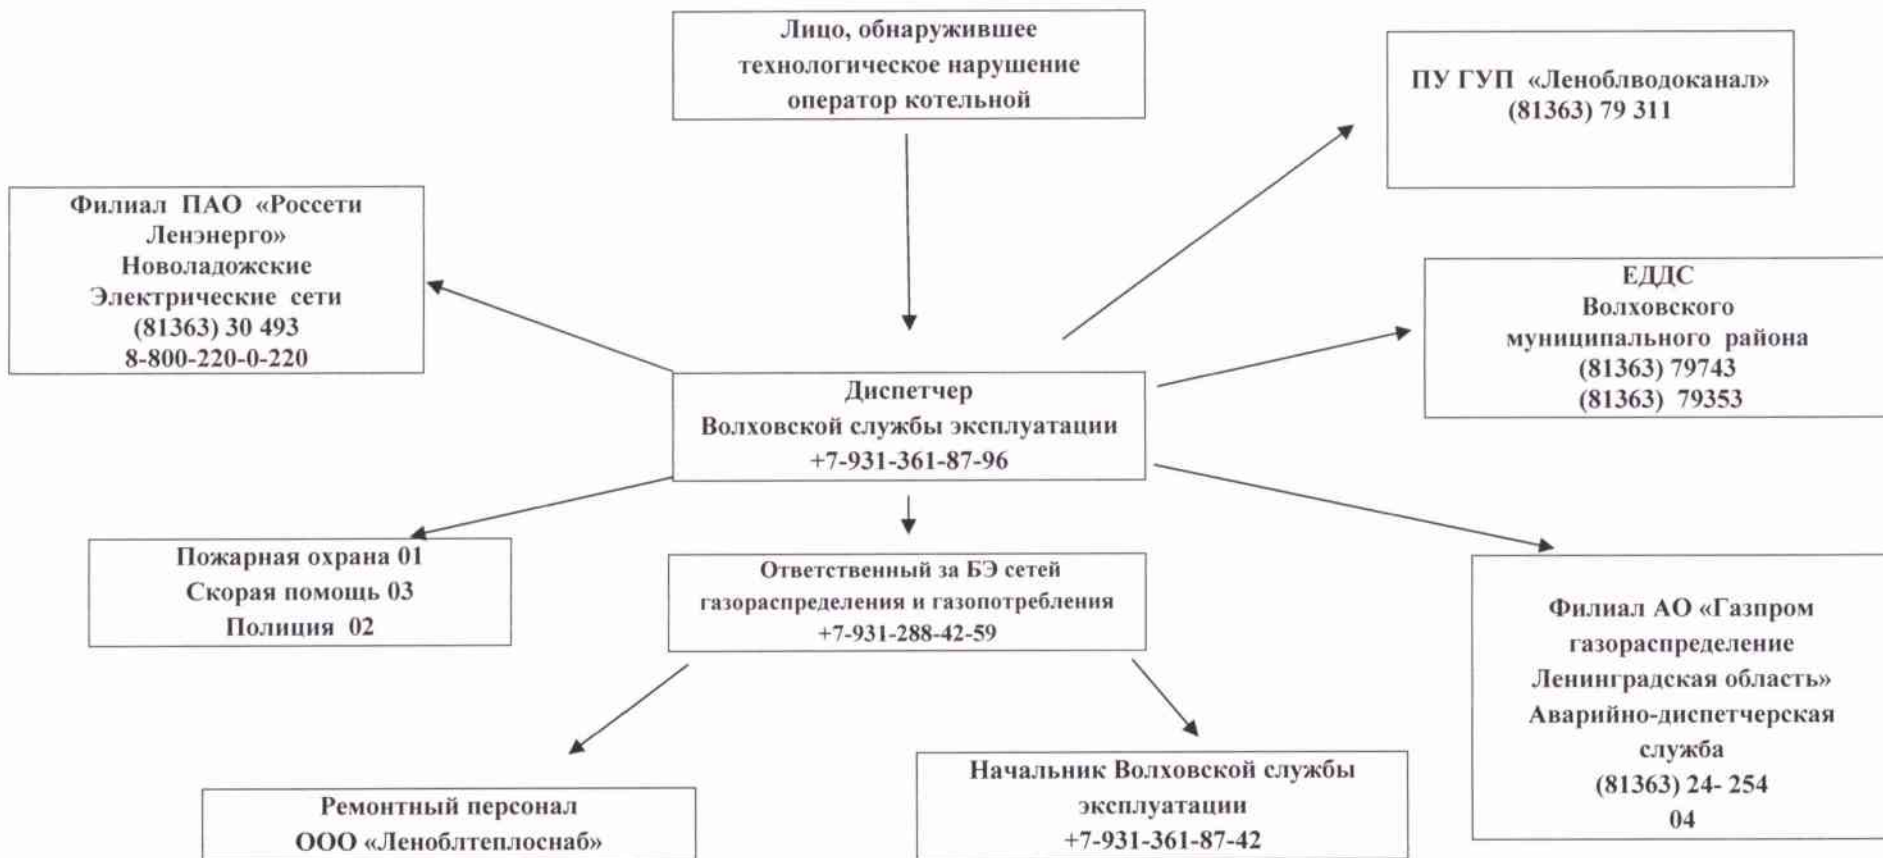 Лицо, обнаружившее
технологическое нарушение
оператор котельной
ПУ ГУП «Леноблводоканал»
(81363) 79 311
Филиал ПАО «Россети
Ленэнерго»
Новоладожские
Электрические сети
(81363) 30 493
8-800-220-0-220
ЕДДС
Волховского
муниципального района
(81363) 79743
(81363) 79353
Диспетчер
Волховской службы эксплуатации
+7-931-361-87-96
Пожарная охрана 01
Скорая помощь 03
Полиция 02
Ответственный за БЭ сетей
газораспределения и газопотребления
+7-931-288-42-59
Филиал АО «Газпром
газораспределение
Ленинградская область»
Аварийно-диспетчерская
служба
(81363) 24- 254
04
Ремонтный персонал
ООО «Леноблтеплоснаб»
Начальник Волховской службы
эксплуатации
+7-931-361-87-42